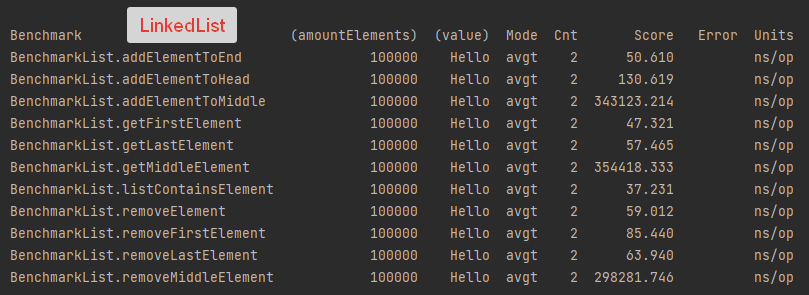 LinkedList
Benchmark (amountElements) (value) Mode Cnt Score Error Units
BenchmarkList.addElementToEnd 100000 Hello avgt 2 50.610 ns/op
BenchmarkList.addElementToHead 100000 Hello avgt 2 130.619 ns/op
BenchmarkList.addElementToMiddle 100000 Hello avgt 2 343123.214 ns/op
BenchmarkList.getFirstElement 100000 Hello avgt 2 47.321 ns/op
BenchmarkList.getLastElement 100000 Hello avgt 2 57.465 ns/op
BenchmarkList.getMiddleElement 100000 Hello avgt 2 354418.333 ns/op
BenchmarkList.listContainsElement 100000 Hello avgt 2 37.231 ns/op
BenchmarkList.removeElement 100000 Hello avgt 2 59.012 ns/op
BenchmarkList.removeFirstElement 100000 Hello avgt 2 85.440 ns/op
BenchmarkList.removeLastElement 100000 Hello avgt 2 63.940 ns/op
BenchmarkList.removeMiddleElement 100000 Hello avgt 2 298281.746 ns/op